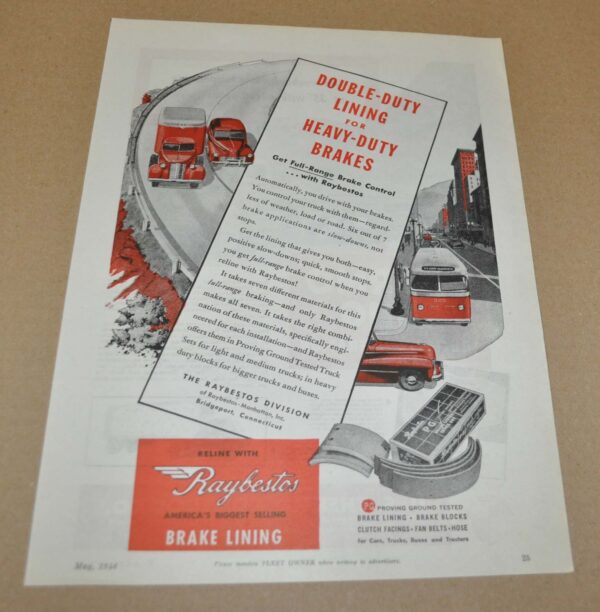 DOUBLE-DUTY
LINING
FOR
HEAVY-DUTY
BRAKES
Get Full-Range Brake Control
. . . with Raybestos
Automatically, you drive with your brakes.
You control your truck with them—regard-
less of weather, load or road. Six out of 7
brake applications are slow-downs, not
stops.
Get the lining that gives you both—easy,
positive slow-downs; quick, smooth stops.
you get full-range brake control when you
reline with Raybestos!
It takes seven different materials for this
full-range braking—and only Raybestos
makes all seven. It takes the right combi-
nation of these materials, specifically engi-
neered for each installation—and Raybestos
offers them in Proving Ground Tested Truck
Sets for light and medium trucks; in heavy
duty blocks for bigger trucks and buses.
THE RAYBESTOS DIVISION
of Raybestos-Manhattan, Inc.
Bridgeport, Connecticut
RELINE WITH
Raybestos
AMERICA'S BIGGEST SELLING
BRAKE LINING
PG
PG PROVING GROUND TESTED
BRAKE LINING • BRAKE BLOCKS
CLUTCH FACINGS • FAN BELTS • HOSE
for Cars, Trucks, Buses and Tractors
May, 1946
Please mention FLEET OWNER when writing to advertisers.
25